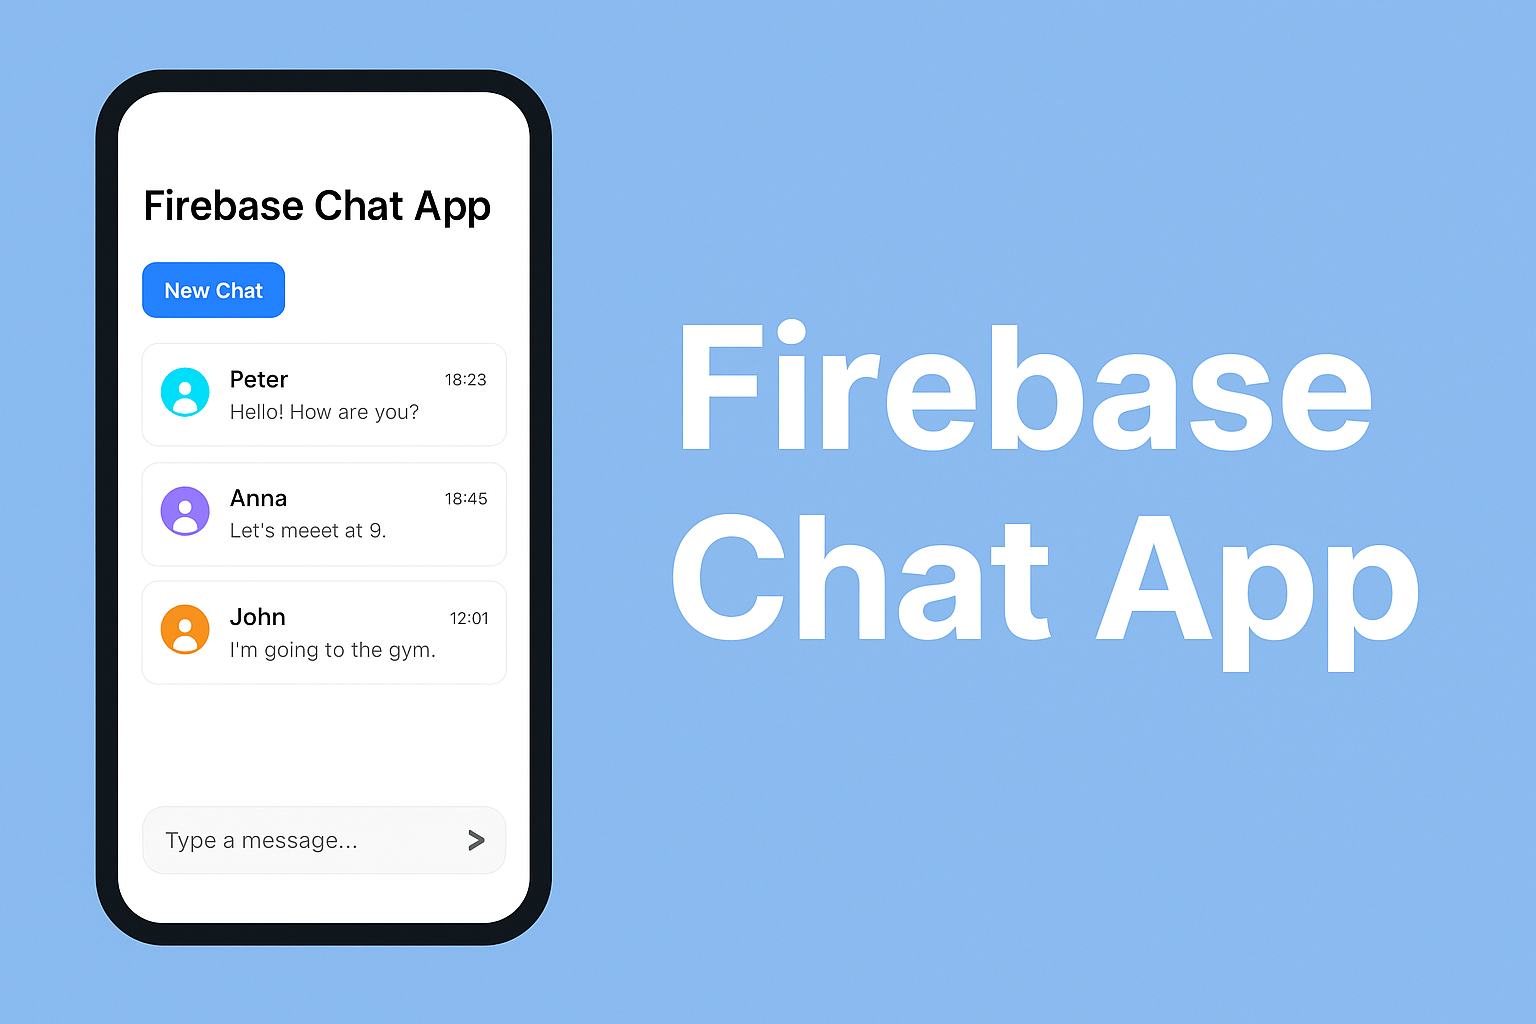 Firebase Chat App
New Chat
Peter 18:23
Hello! How are you?
Anna 18:45
Let's meeet at 9.
John 12:01
I'm going to the gym.
Type a message... >
Firebase
Chat App